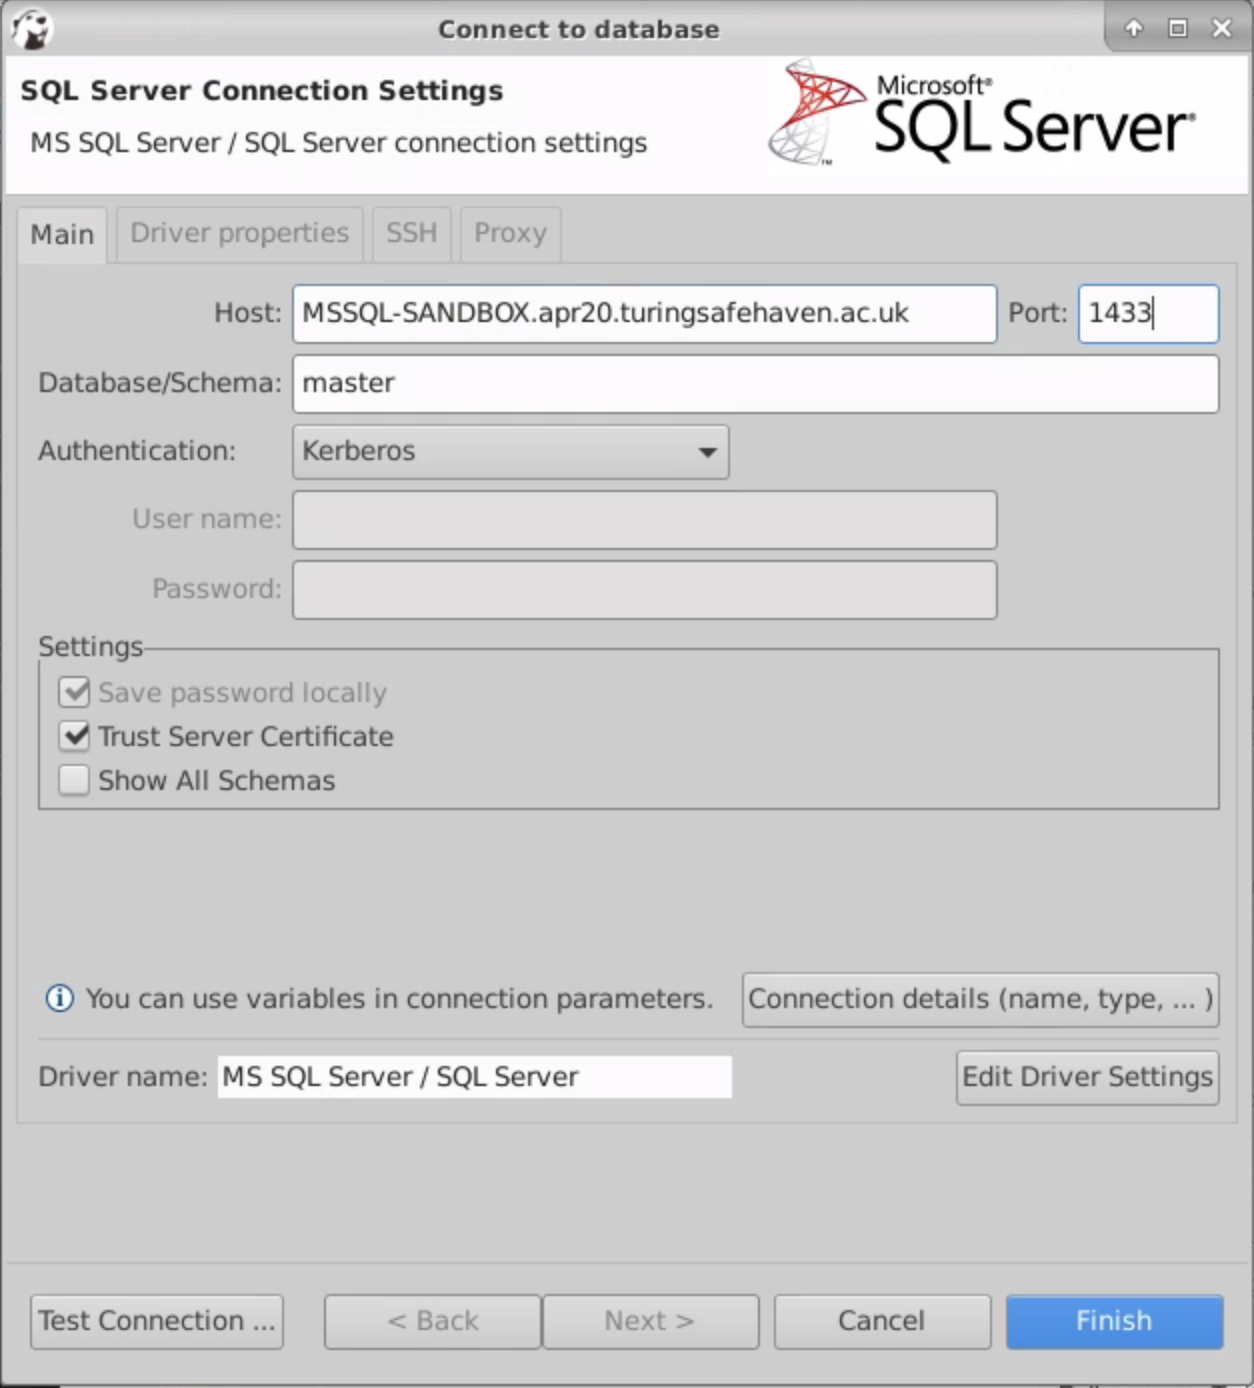 Connect to database
SQL Server Connection Settings
MS SQL Server / SQL Server connection settings
Microsoft®
SQL Server®
™
Main Driver properties SSH Proxy
Host: MSSQL-SANDBOX.apr20.turingsafehaven.ac.uk Port: 1433
Database/Schema: master
Authentication: Kerberos
User name:
Password:
Settings
Save password locally
Trust Server Certificate
Show All Schemas
You can use variables in connection parameters. Connection details (name, type, ... )
Driver name: MS SQL Server / SQL Server Edit Driver Settings
Test Connection ... < Back Next > Cancel Finish